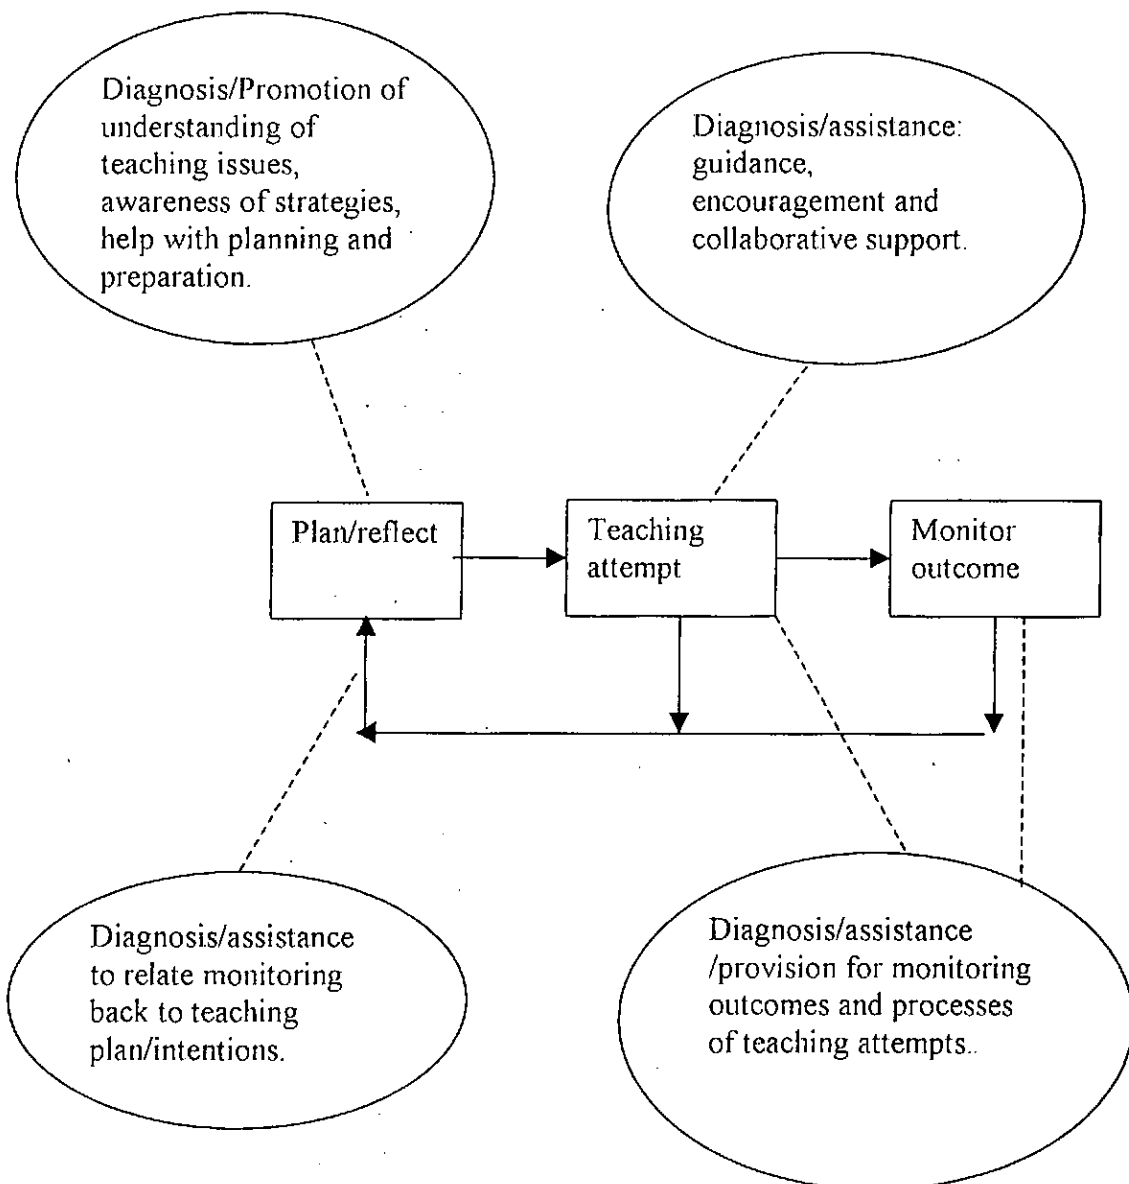 Diagnosis/Promotion of
understanding of
teaching issues,
awareness of strategies,
help with planning and
preparation.
Diagnosis/assistance:
guidance,
encouragement and
collaborative support.
Plan/reflect
Teaching
attempt
Monitor
outcome
Diagnosis/assistance
to relate monitoring
back to teaching
plan/intentions.
Diagnosis/assistance
/provision for monitoring
outcomes and processes
of teaching attempts..